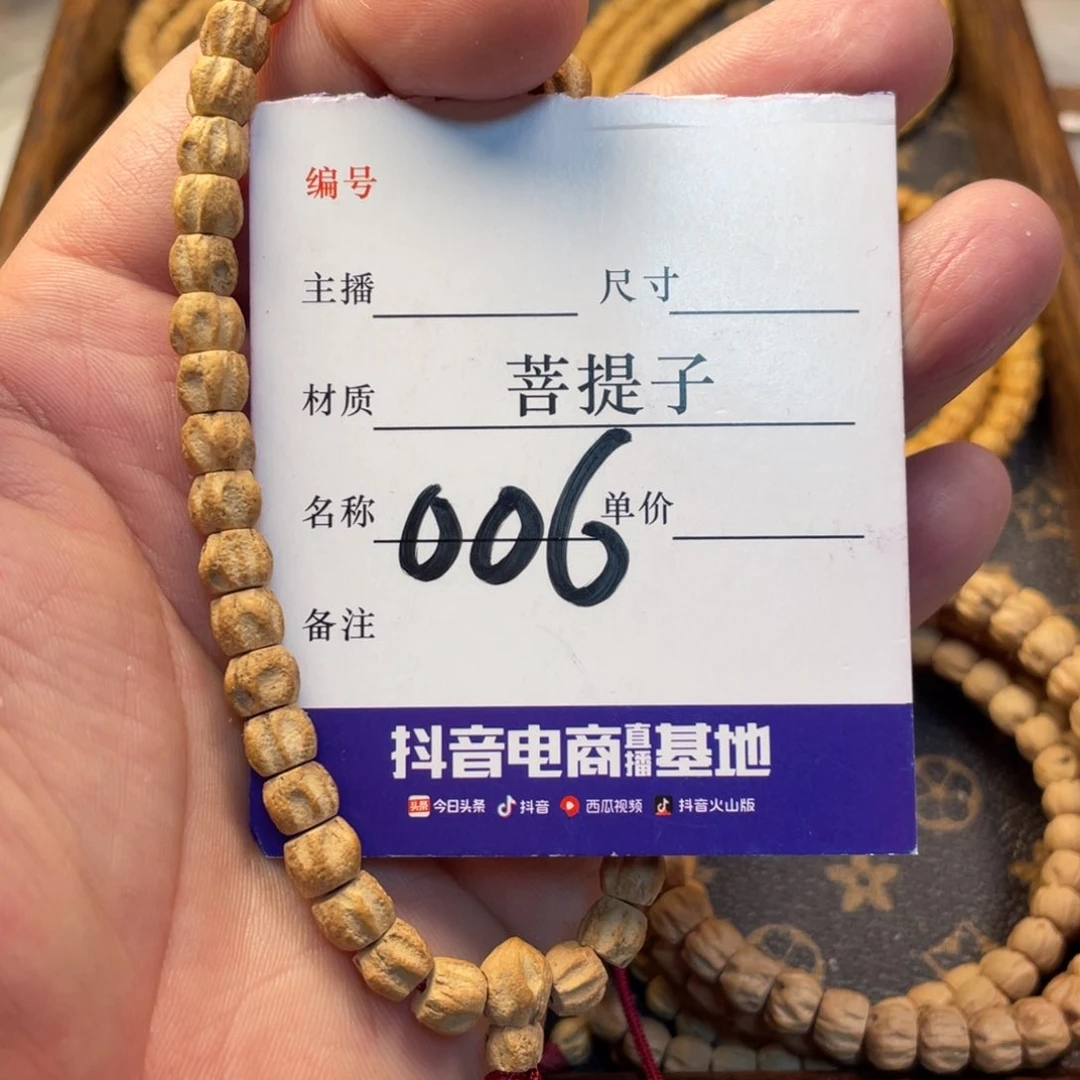 编号
主播 尺寸
材质 菩提子
名称 006 单价
备注
抖音电商直播基地
头条 今日头条 抖音 西瓜视频 抖音火山版